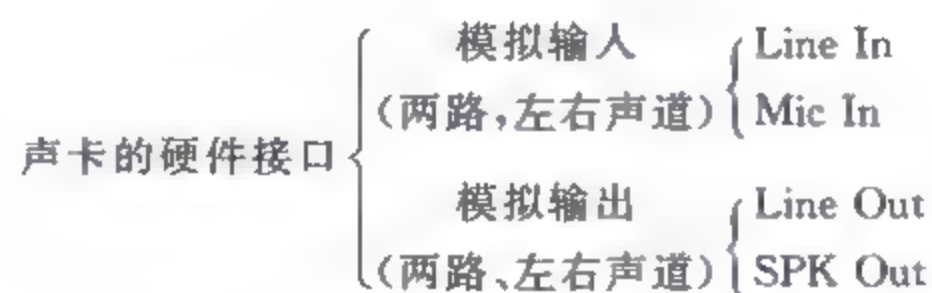 模拟输人
Line In
(两路,左右声道)
Mic In
声卡的硬件接口
模拟输出
Line Out
(两路、左右声道)
SPK Out